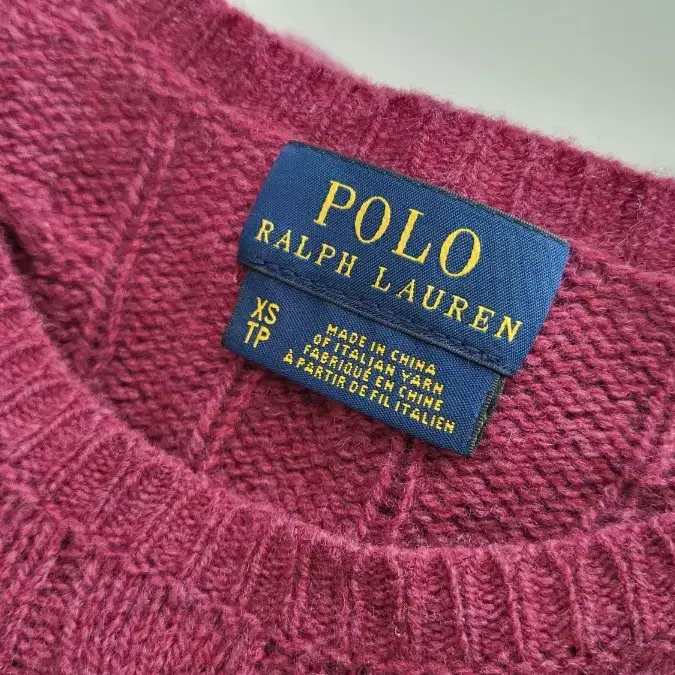 POLO
RALPH LAUREN
XS
TP
MADE IN CHINA
OF ITALIAN YARN
FABRIQUÉ EN CHINE
À PARTIR DE FIL ITALIEN